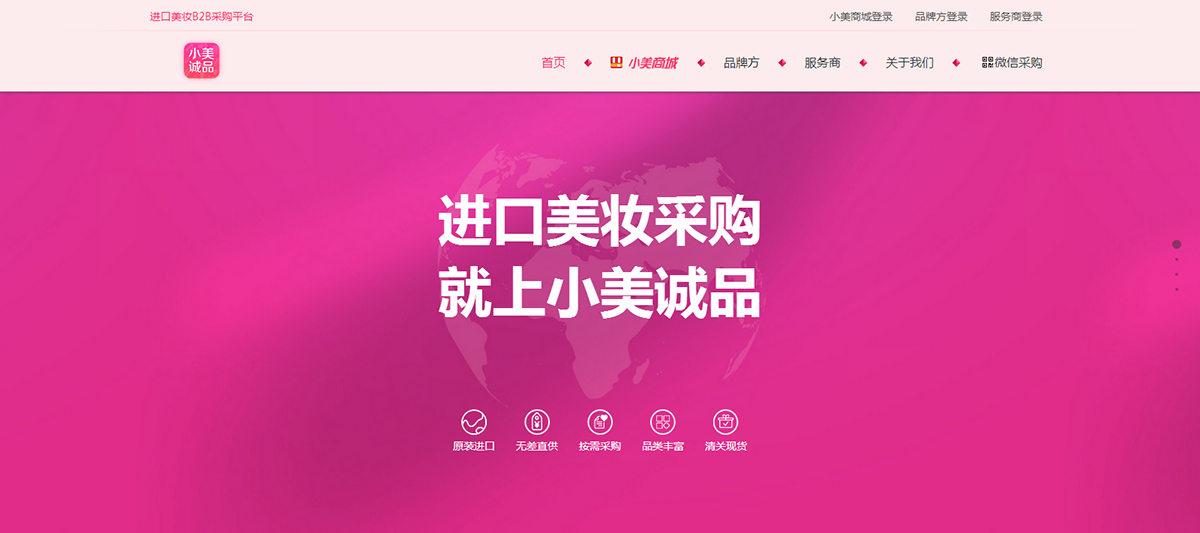 进口美妆B2B采购平台
小美商城登录 品牌方登录 服务商登录
小美
诚品
首页 小美商城 品牌方 服务商 关于我们 微信采购
进口美妆采购
就上小美诚品
原装进口 无差直供 按需采购 品类丰富 清关现货